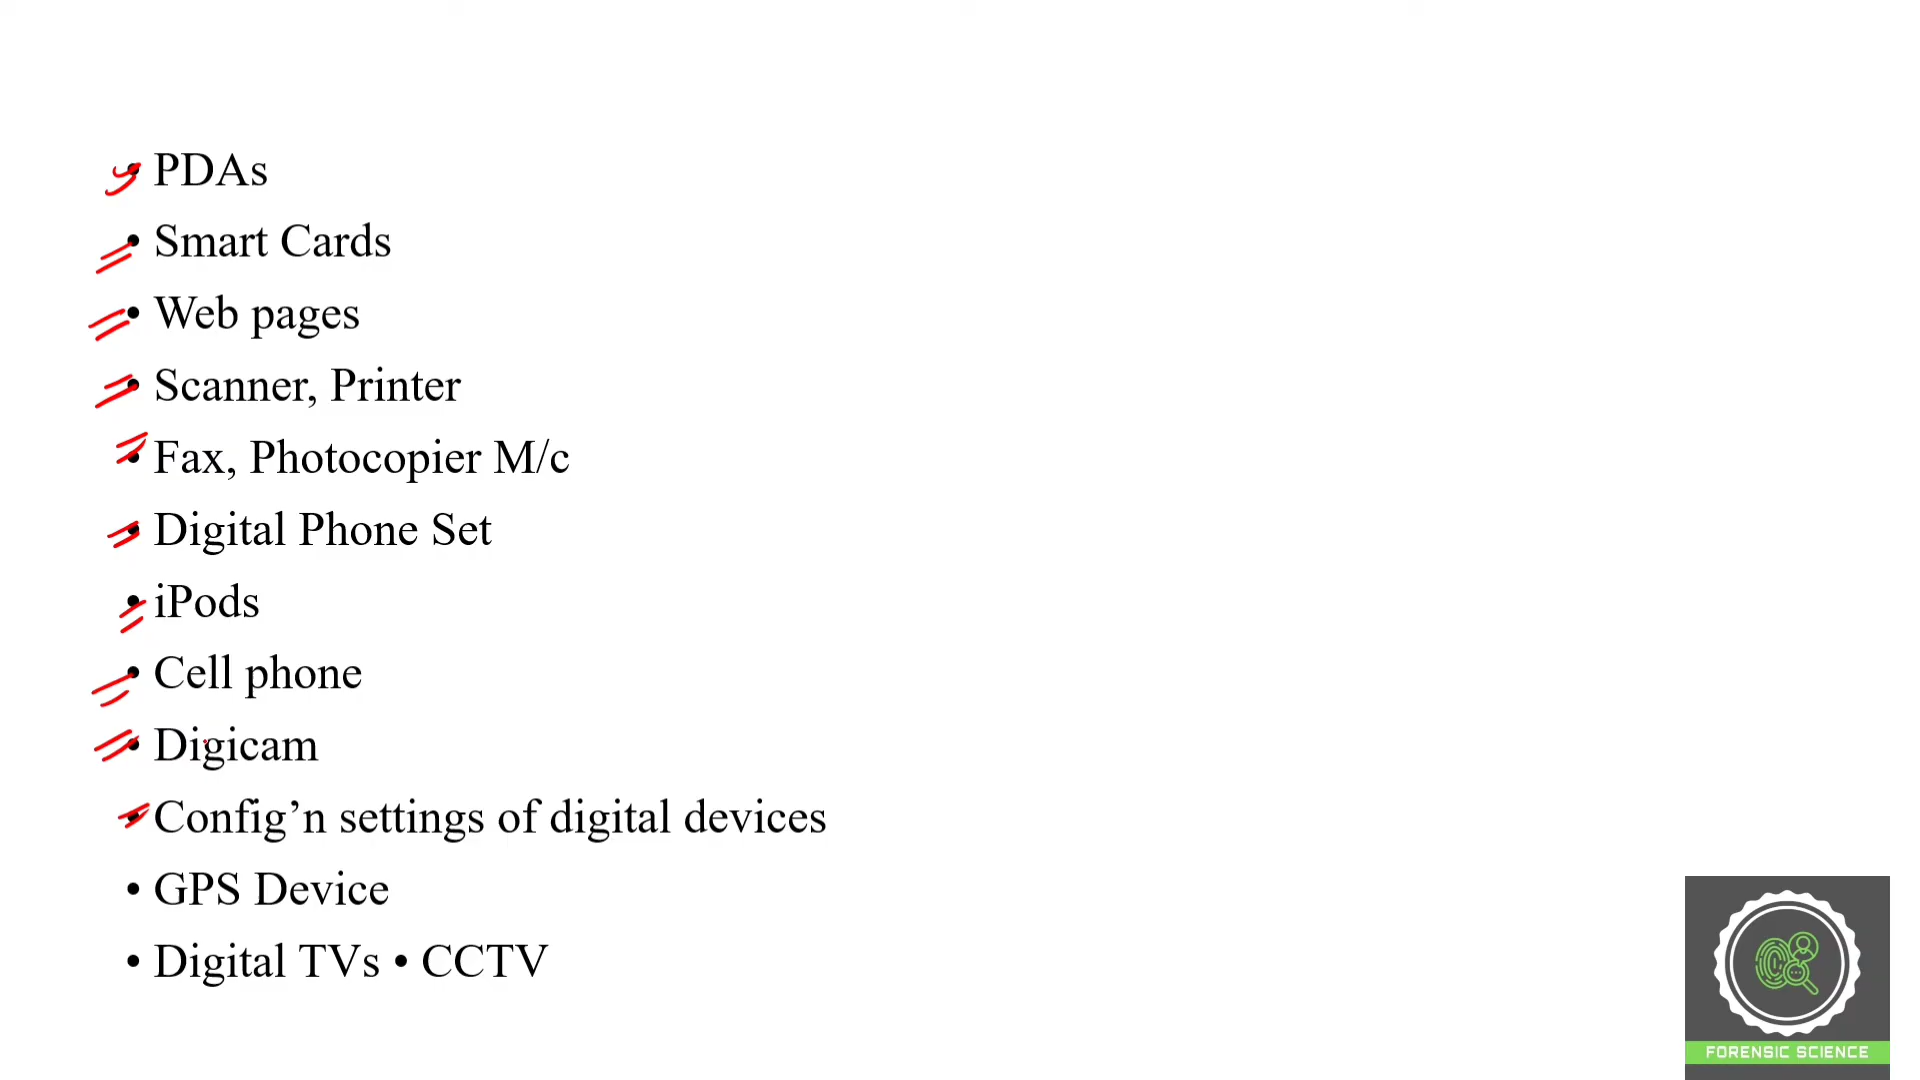 • PDAs
• Smart Cards
• Web pages
• Scanner, Printer
• Fax, Photocopier M/c
• Digital Phone Set
• iPods
• Cell phone
• Digicam
• Config’n settings of digital devices
• GPS Device
• Digital TVs • CCTV
FORENSIC SCIENCE